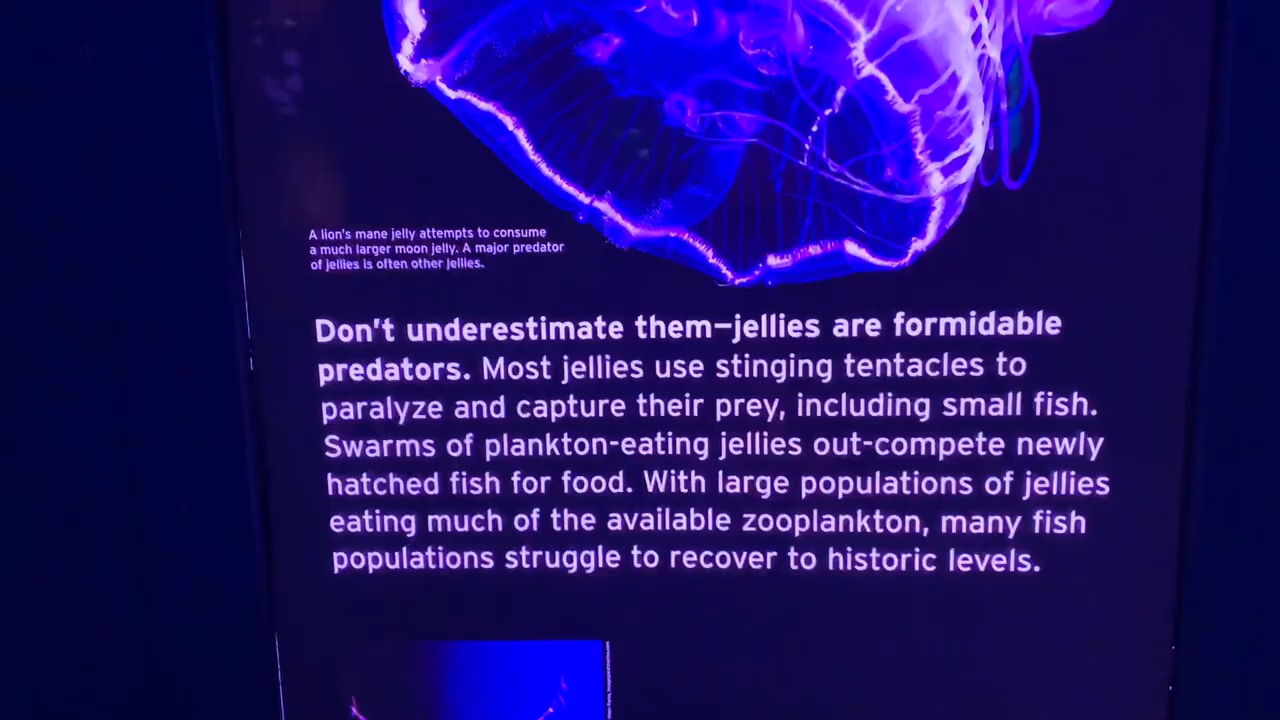 A lion's mane jelly attempts to consume
a much larger moon jelly. A major predator
of jellies is often other jellies.
Don't underestimate them—jellies are formidable
predators. Most jellies use stinging tentacles to
paralyze and capture their prey, including small fish.
Swarms of plankton-eating jellies out-compete newly
hatched fish for food. With large populations of jellies
eating much of the available zooplankton, many fish
populations struggle to recover to historic levels.